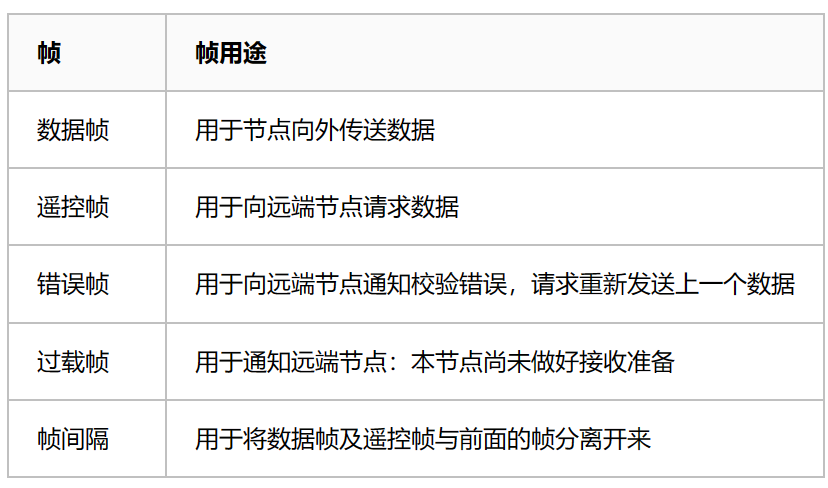 帧 帧用途
数据帧 用于节点向外传送数据
遥控帧 用于向远端节点请求数据
错误帧 用于向远端节点通知校验错误，请求重新发送上一个数据
过载帧 用于通知远端节点：本节点尚未做好接收准备
帧间隔 用于将数据帧及遥控帧与前面的帧分离开来